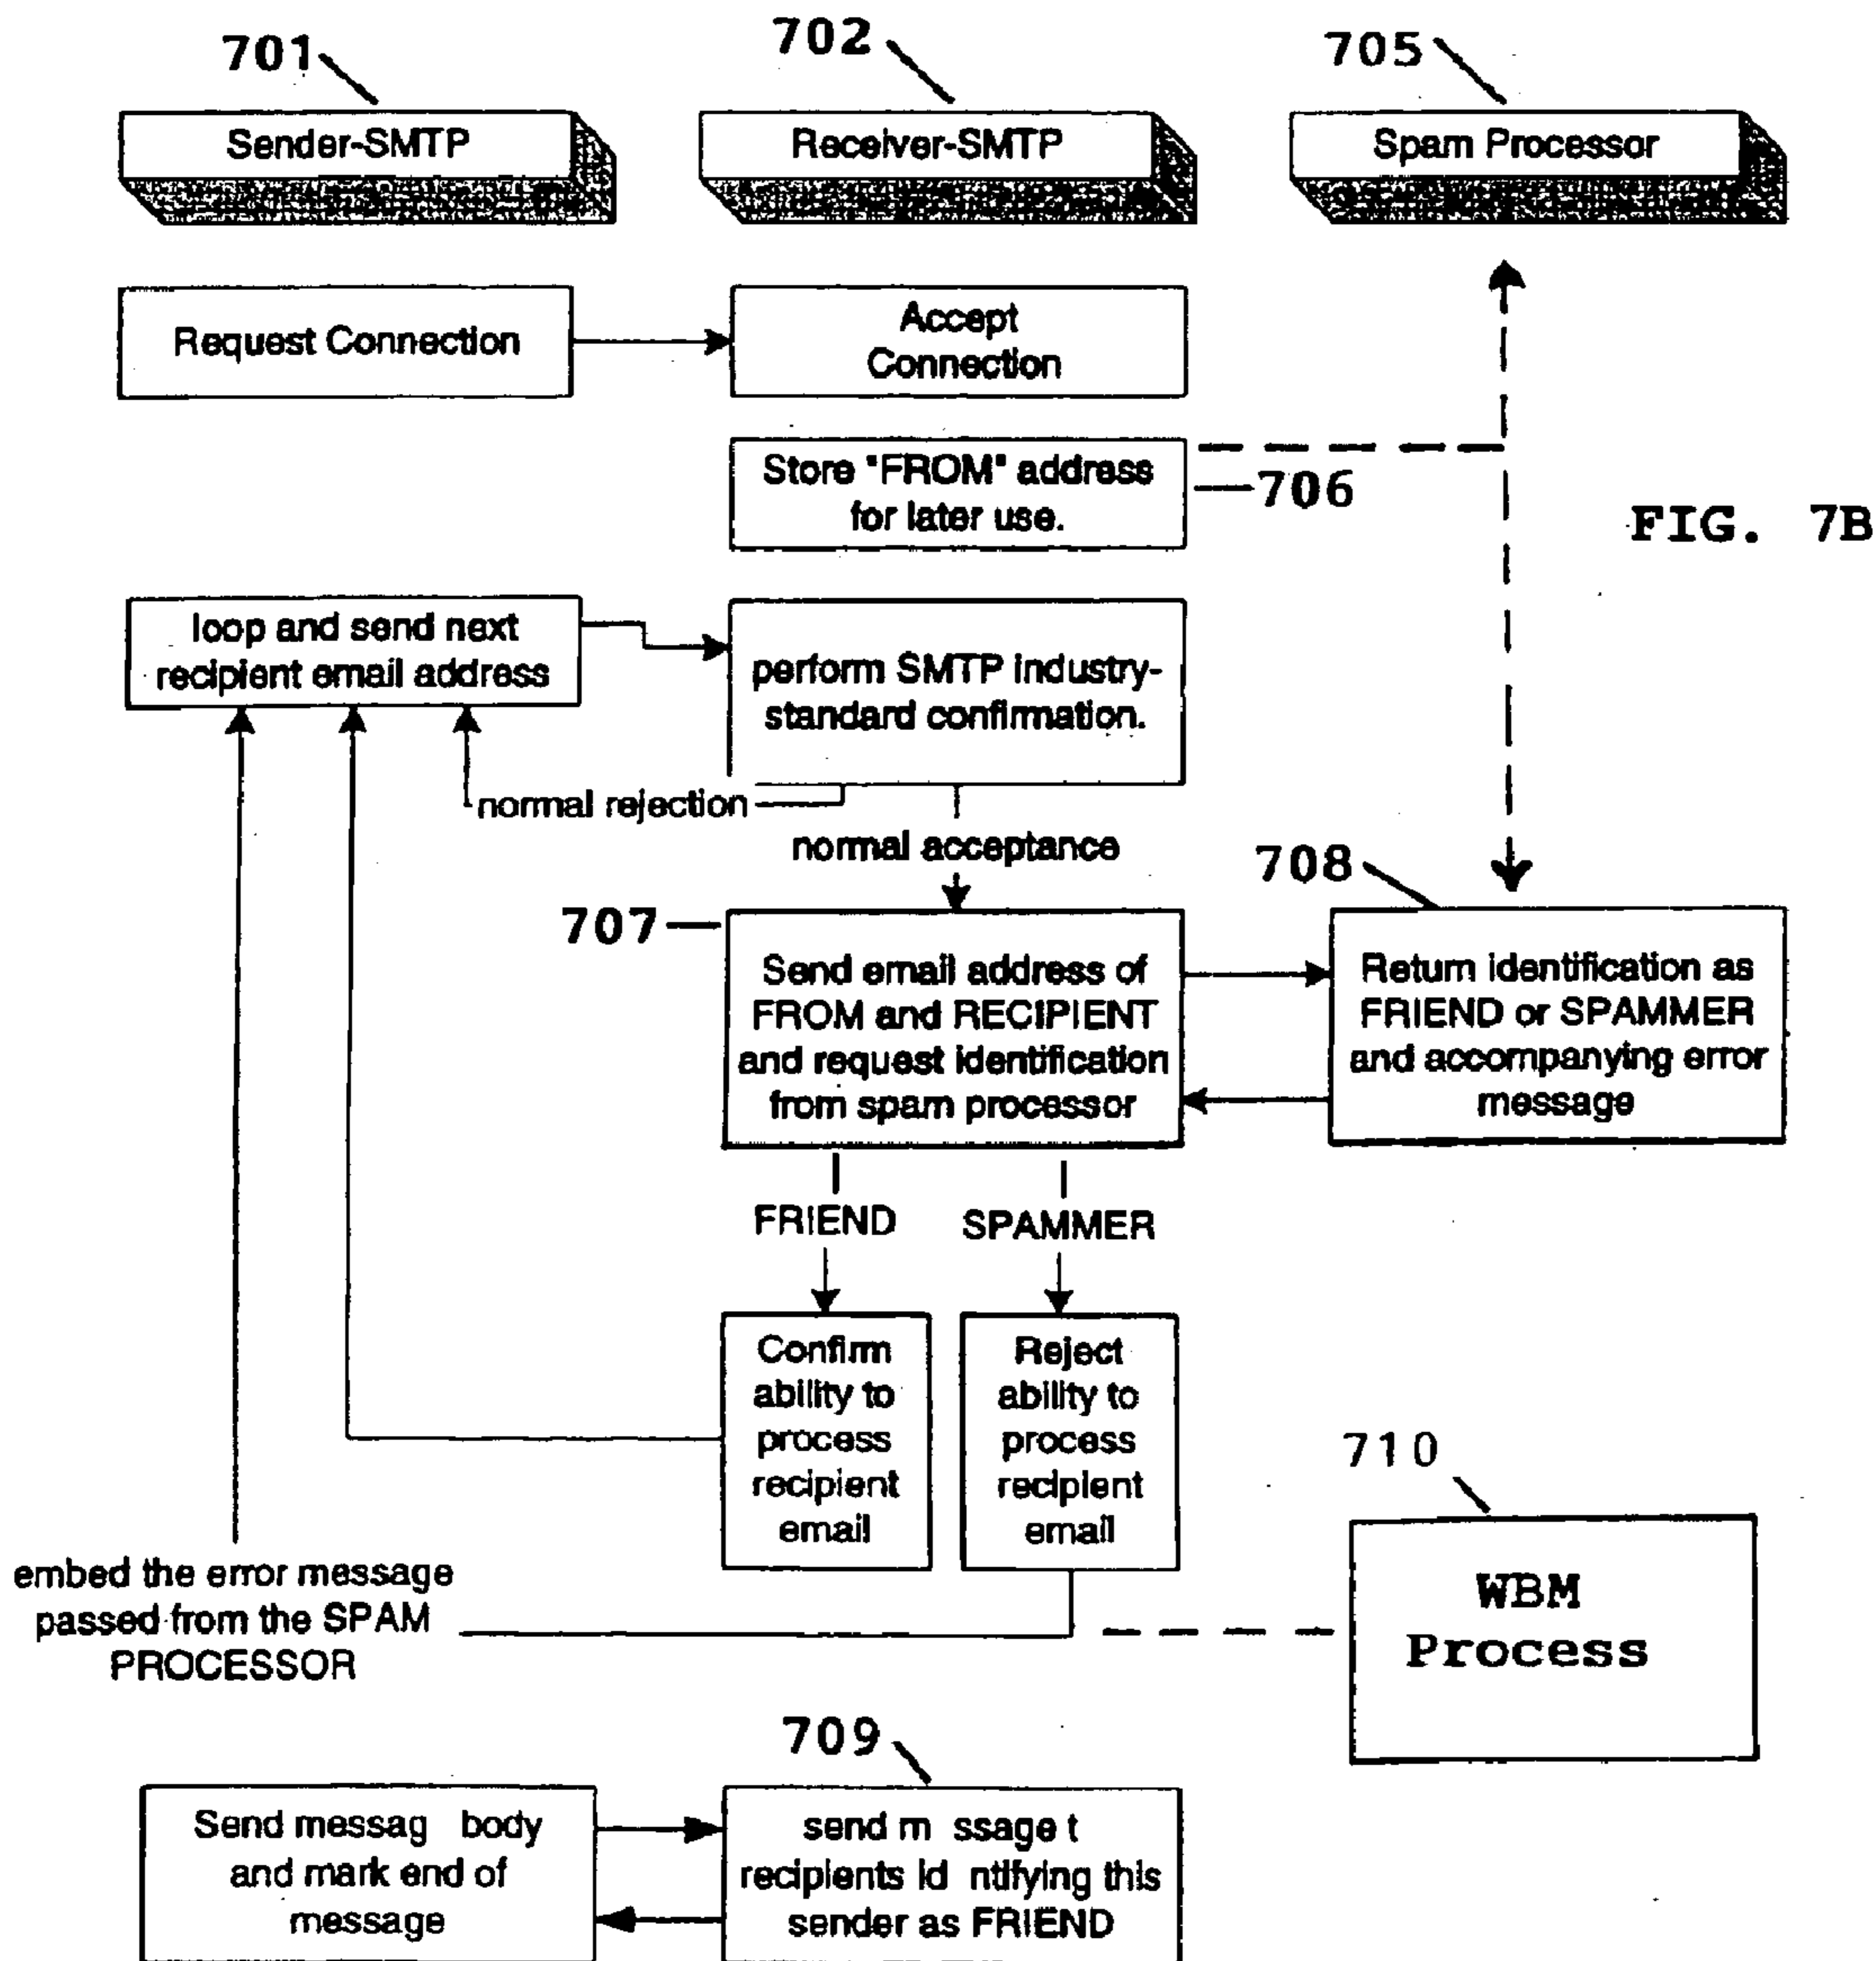 701
702
705
Sender-SMTP
Receiver-SMTP
Spam Processor
Request Connection
Accept
Connection
Store "FROM" address
for later use.
706
FIG. 7B
loop and send next
recipient email address
perform SMTP industry-
standard confirmation.
normal rejection
normal acceptance
707
708
Send email address of
FROM and RECIPIENT
and request identification
from spam processor
Return identification as
FRIEND or SPAMMER
and accompanying error
message
FRIEND
SPAMMER
Confirm
ability to
process
recipient
email
Reject
ability to
process
recipient
email
710
WBM
Process
embed the error message
passed from the SPAM
PROCESSOR
709
Send messag body
and mark end of
message
send m ssage t
recipients id ntifying this
sender as FRIEND